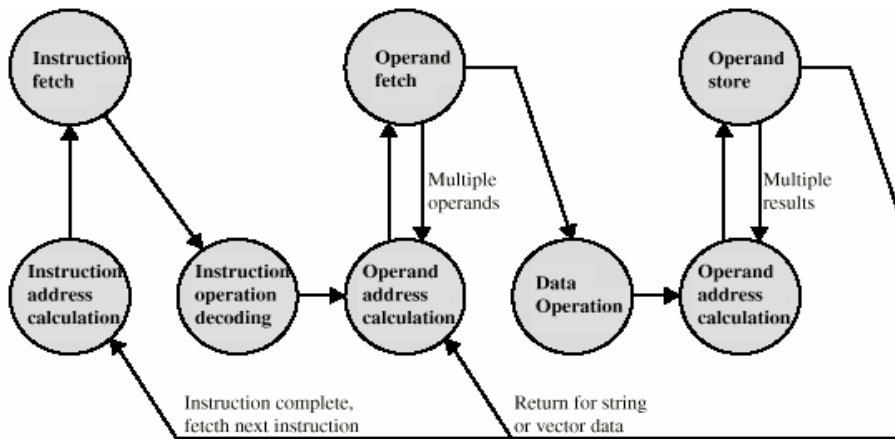 Instruction
fetch
Operand
fetch
Operand
store
Multiple
operands
Multiple
results
Instruction
address
calculation
Instruction
operation
decoding
Operand
address
calculation
Data
Operation
Operand
address
calculation
Instruction complete,
fetcth next instruction
Return for string
or vector data